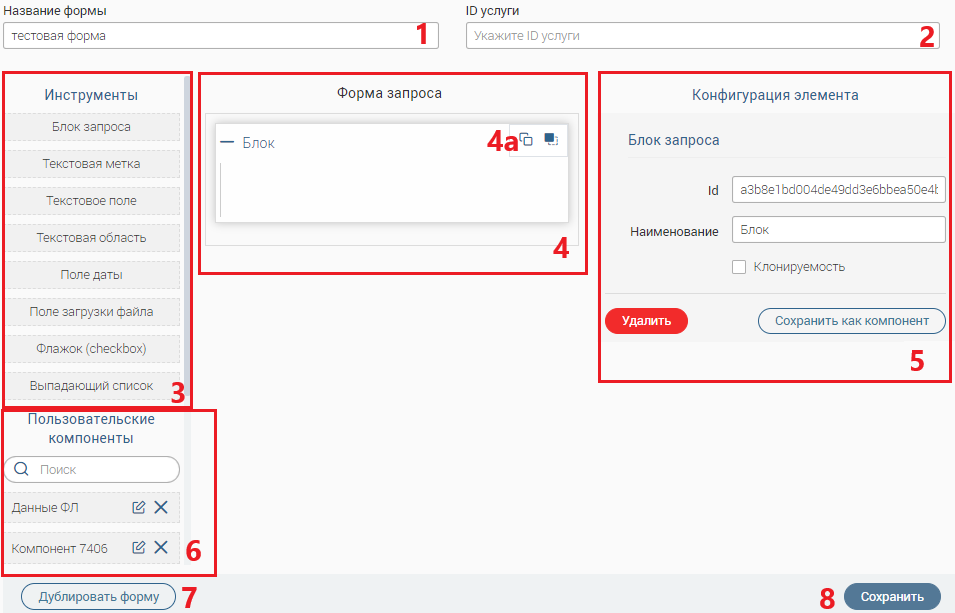 Название формы
тестовая форма 1
ID услуги
Укажите ID услуги 2
Инструменты
Блок запроса
Текстовая метка
Текстовое поле
Текстовая область
Поле даты
Поле загрузки файла
Флажок (checkbox)
Выпадающий список
3
Форма запроса
Блок
4а
4
Конфигурация элемента
Блок запроса
Id a3b8e1bd004de49dd3e6bbea50e4
Наименование Блок
Клонируемость
Удалить Сохранить как компонент
5
Пользовательские
компоненты
Поиск
Данные ФЛ
Компонент 7406
6
Дублировать форму 7
8 Сохранить